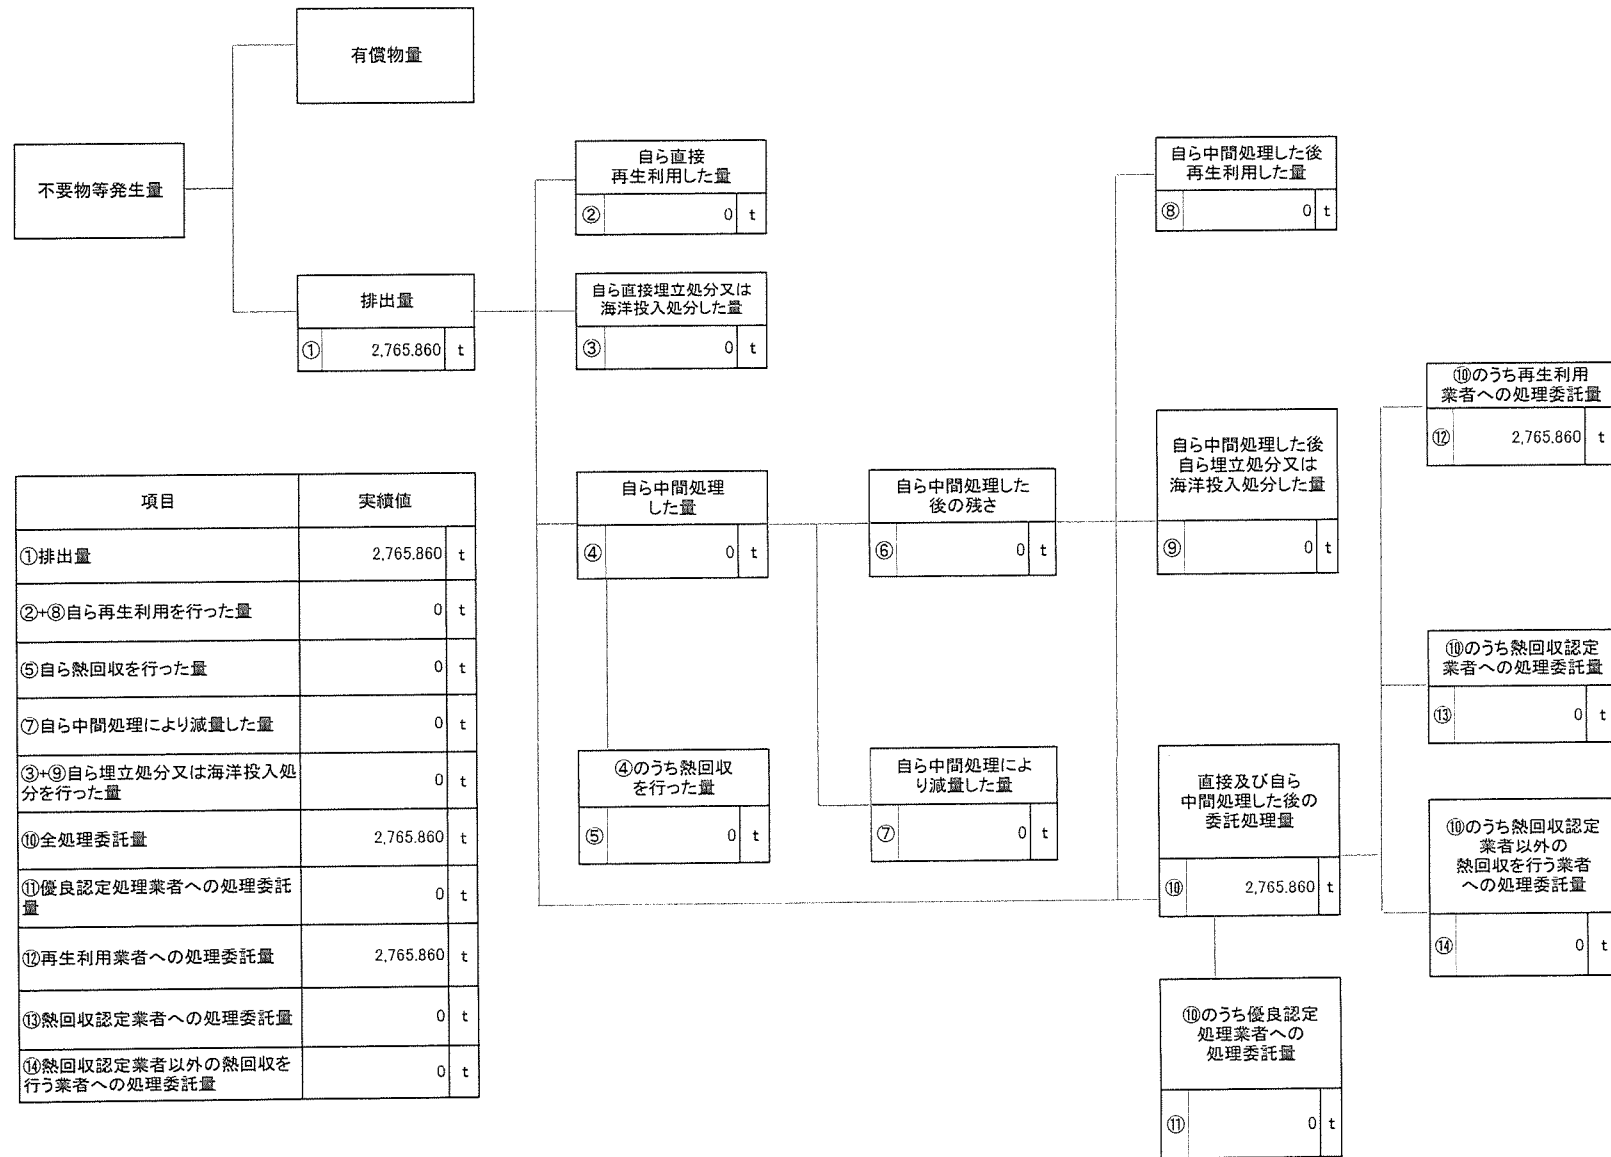 有償物量
不要物等発生量
排出量
① 2,765.860 t
自ら直接
再生利用した量
② 0 t
自ら直接埋立処分又は
海洋投入処分した量
③ 0 t
自ら中間処理
した量
④ 0 t
④のうち熱回収
を行った量
⑤ 0 t
自ら中間処理した
後の残さ
⑥ 0 t
自ら中間処理によ
り減量した量
⑦ 0 t
自ら中間処理した後
再生利用した量
⑧ 0 t
自ら中間処理した後
自ら埋立処分又は
海洋投入処分した量
⑨ 0 t
直接及び自ら
中間処理した後の
委託処理量
⑩ 2,765.860 t
⑩のうち優良認定
処理業者への
処理委託量
⑪ 0 t
⑩のうち再生利用
業者への処理委託量
⑫ 2,765.860 t
⑩のうち熱回収認定
業者への処理委託量
⑬ 0 t
⑩のうち熱回収認定
業者以外の
熱回収を行う業者
への処理委託量
⑭ 0 t
項目 実績値
①排出量 2,765.860 t
②+⑧自ら再生利用を行った量 0 t
⑤自ら熱回収を行った量 0 t
⑦自ら中間処理により減量した量 0 t
③+⑨自ら埋立処分又は海洋投入処
分を行った量 0 t
⑩全処理委託量 2,765.860 t
⑪優良認定処理業者への処理委託
量 0 t
⑫再生利用業者への処理委託量 2,765.860 t
⑬熱回収認定業者への処理委託量 0 t
⑭熱回収認定業者以外の熱回収を
行う業者への処理委託量 0 t